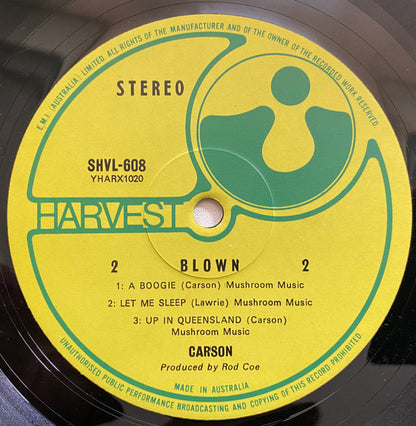 E.M.I. (AUSTRALIA) LIMITED. ALL RIGHTS OF THE MANUFACTURER AND OF THE OWNER OF THE RECORDED WORK RESERVED.
STEREO
SHVL-608
YHARX1020
HARVEST
2 BLOWN 2
1: A BOOGIE (Carson) Mushroom Music
2: LET ME SLEEP (Lawrie) Mushroom Music
3: UP IN QUEENSLAND (Carson)
Mushroom Music
CARSON
Produced by Rod Coe
MADE IN AUSTRALIA
UNAUTHORISED PUBLIC PERFORMANCE BROADCASTING AND COPYING OF THIS RECORD PROHIBITED.